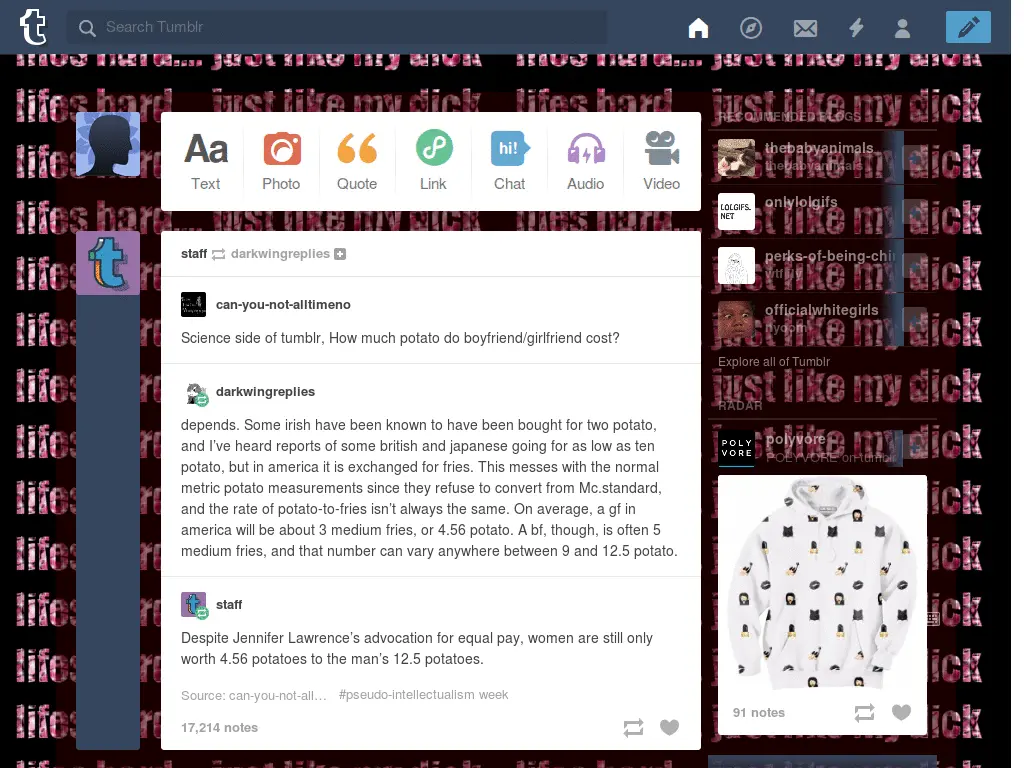 Search Tumblr
lifes hard.... just like my dick
Aa
hi!
Text
Photo
Quote
Link
Chat
Audio
Video
staff darkwingreplies
can-you-not-alltimeno
Science side of tumblr, How much potato do boyfriend/girlfriend cost?
darkwingreplies
depends. Some irish have been known to have been bought for two potato,
and I’ve heard reports of some british and japanese going for as low as ten
potato, but in america it is exchanged for fries. This messes with the normal
metric potato measurements since they refuse to convert from Mc.standard,
and the rate of potato-to-fries isn’t always the same. On average, a gf in
america will be about 3 medium fries, or 4.56 potato. A bf, though, is often 5
medium fries, and that number can vary anywhere between 9 and 12.5 potato.
staff
Despite Jennifer Lawrence’s advocation for equal pay, women are still only
worth 4.56 potatoes to the man’s 12.5 potatoes.
Source: can-you-not-all... #pseudo-intellectualism week
17,214 notes
RECOMMENDED BLOGS
thebabyanimals
thebabyanimals
LOLGIFS.
NET
onlylolgifs
perks-of-being-chi
officialwhitegirls
nyoom
Explore all of Tumblr
RADAR
POLY
VORE
polyvore
POLYVORE on tumblr
91 notes